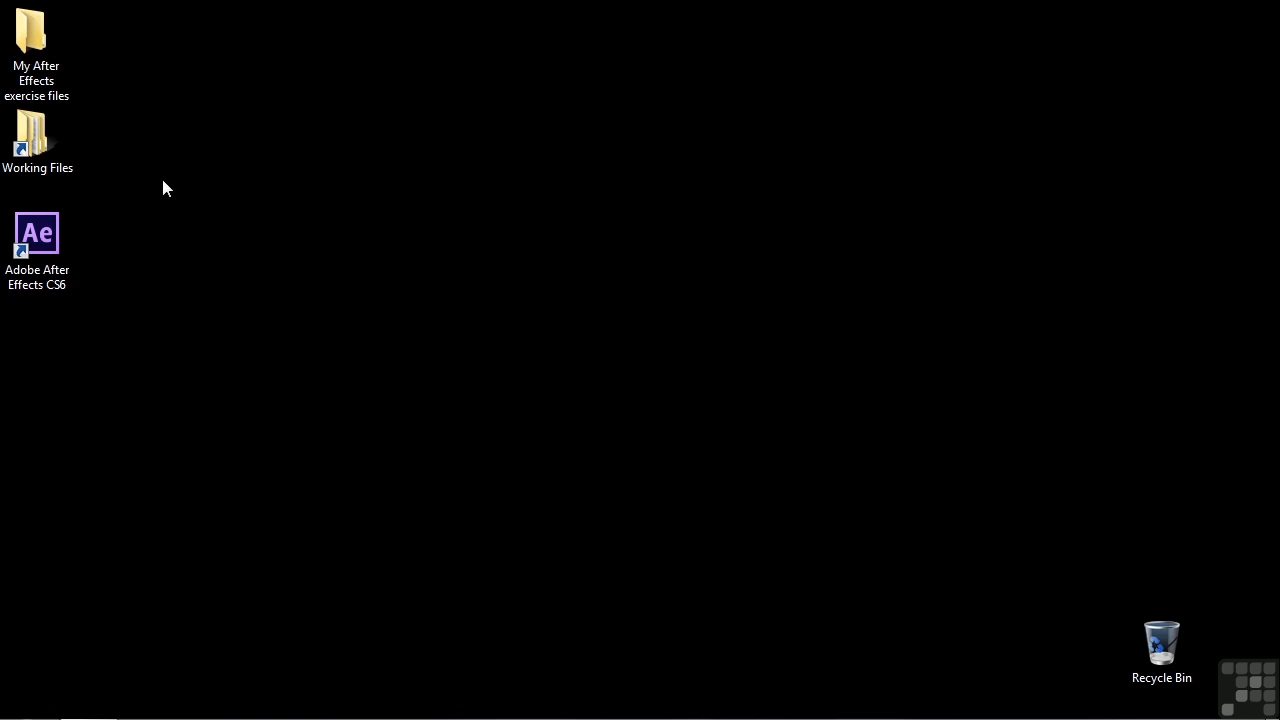 My After
Effects
exercise files
Working Files
Ae
Adobe After
Effects CS6
Recycle Bin